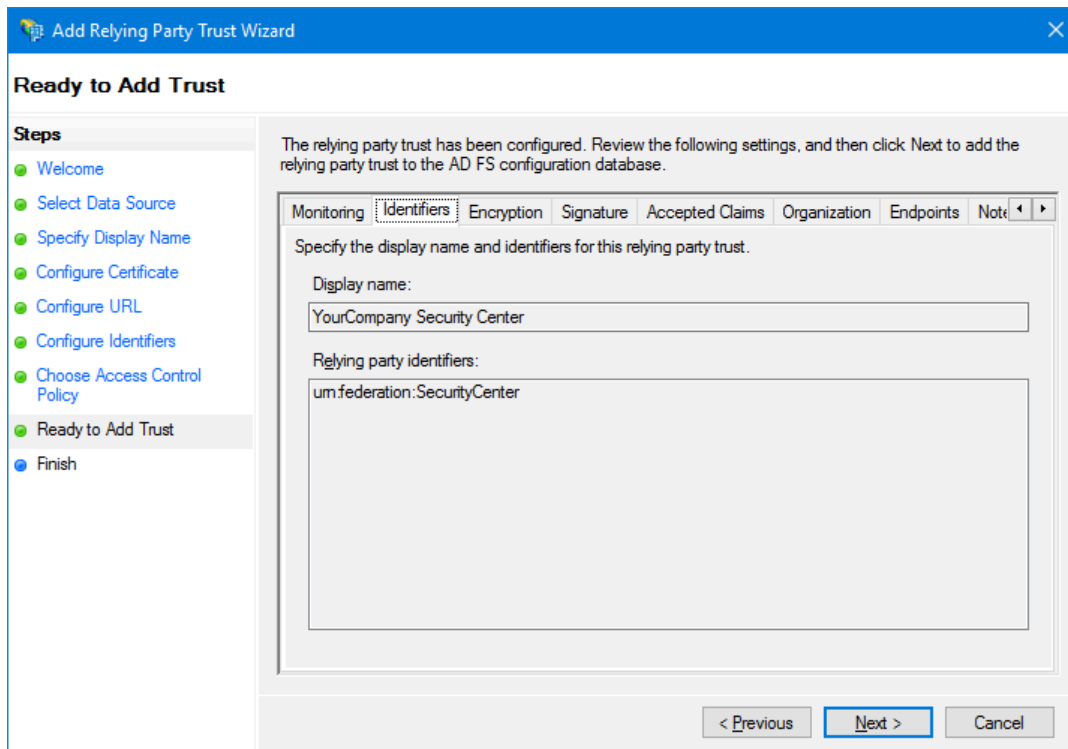 Add Relying Party Trust Wizard
Ready to Add Trust
Steps
Welcome
Select Data Source
Specify Display Name
Configure Certificate
Configure URL
Configure Identifiers
Choose Access Control
Policy
Ready to Add Trust
Finish
The relying party trust has been configured. Review the following settings, and then click Next to add the
relying party trust to the AD FS configuration database.
Monitoring Identifiers Encryption Signature Accepted Claims Organization Endpoints Note
Specify the display name and identifiers for this relying party trust.
Display name:
YourCompany Security Center
Relying party identifiers:
urn:federation:SecurityCenter
< Previous Next > Cancel